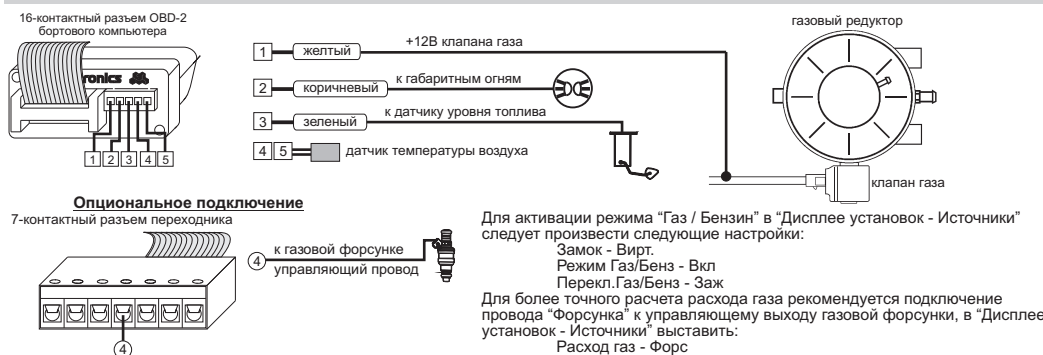 16-контактный разъем OBD-2
бортового компьютера
ronics
1 2 3 4 5
1 желтый +12В клапана газа
2 коричневый к габаритным огням
3 зеленый к датчику уровня топлива
4 5 датчик температуры воздуха
газовый редуктор
клапан газа
Опциональное подключение
7-контактный разъем переходника
4 к газовой форсунке
управляющий провод
4
Для активации режима “Газ / Бензин” в “Дисплее установок - Источники”
следует произвести следующие настройки:
Замок - Вирт.
Режим Газ/Бенз - Вкл
Перекл.Газ/Бенз - Заж
Для более точного расчета расхода газа рекомендуется подключение
провода “Форсунка” к управляющему выходу газовой форсунки, в “Дисплее
установок - Источники” выставить:
Расход газ - Форс